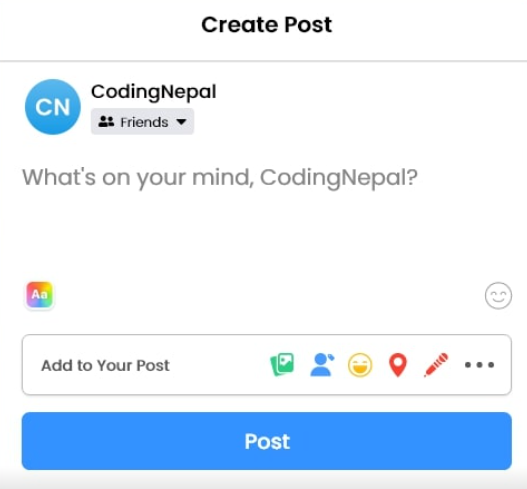 Create Post
CN
CodingNepal
Friends
What's on your mind, CodingNepal?
Aa
Add to Your Post
Post